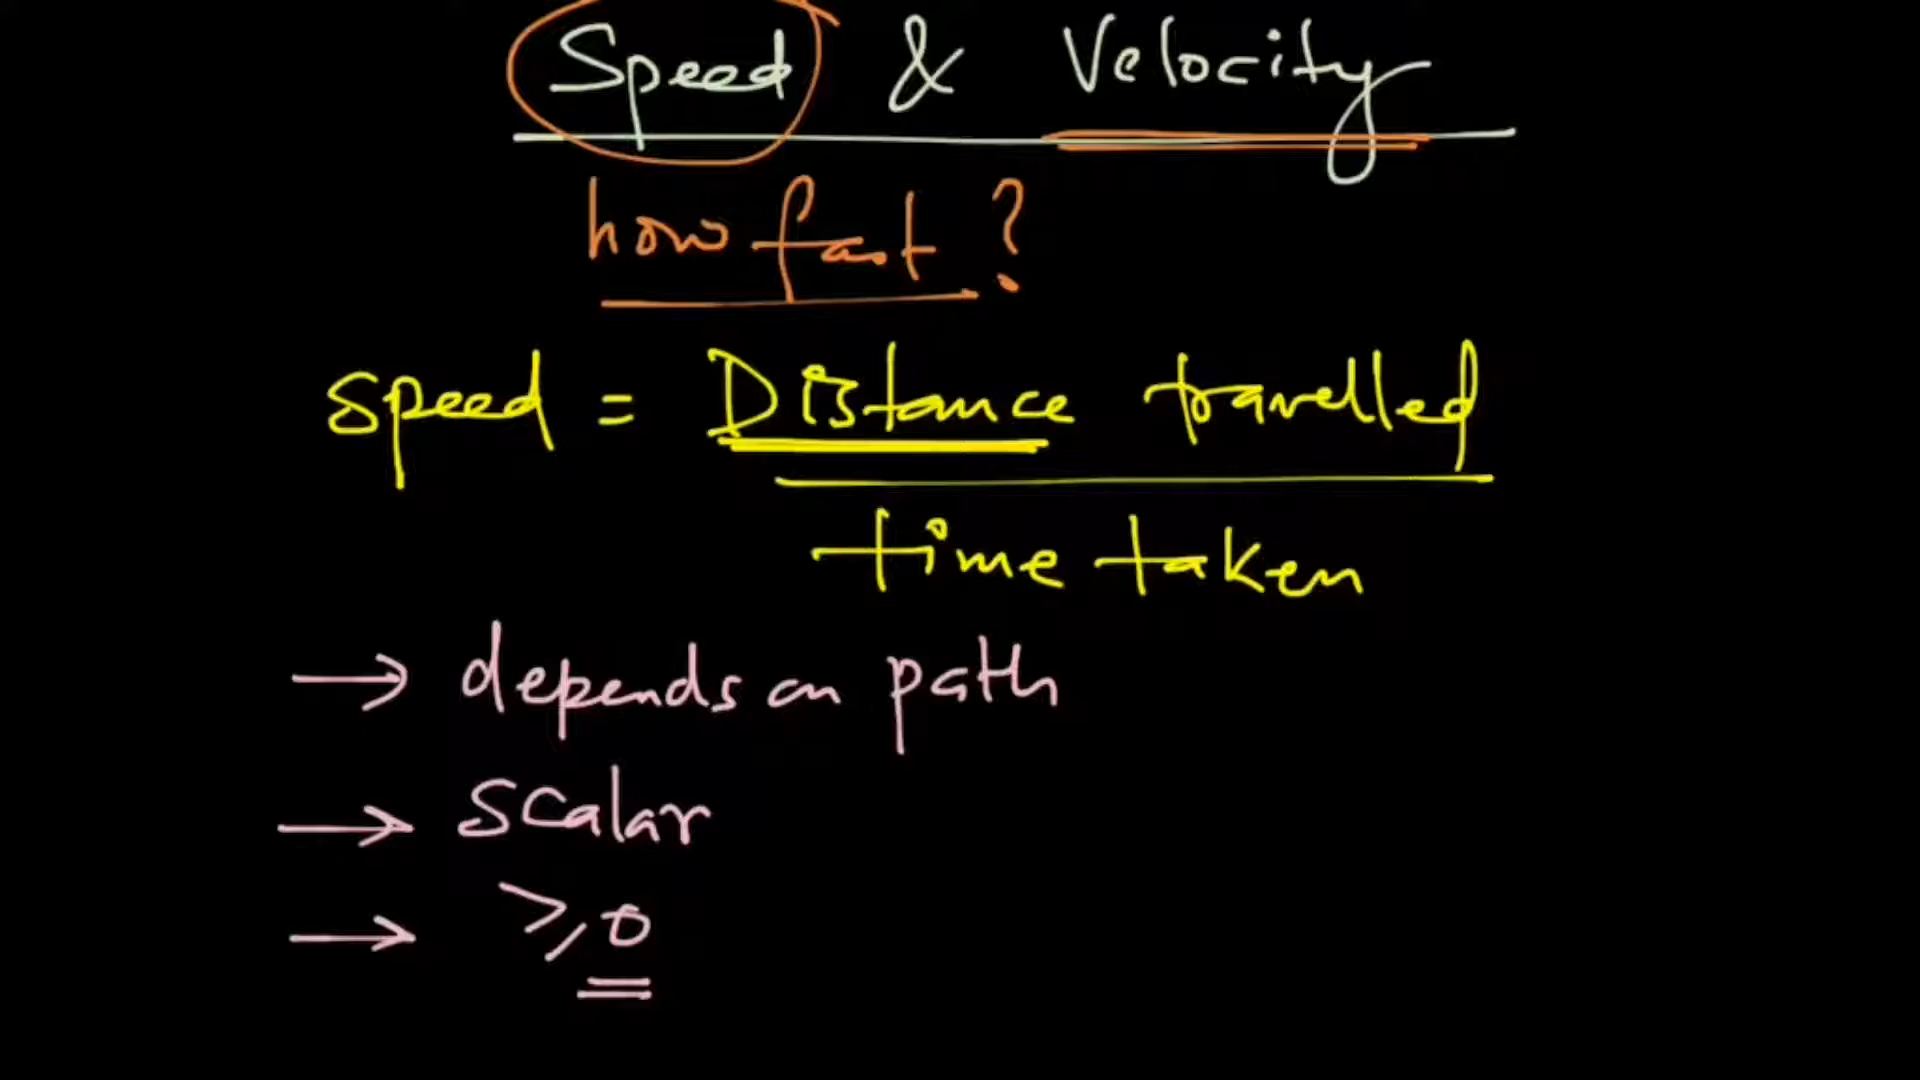 Speed & Velocity
how fast?
speed = Distance travelled
time taken
→ depends on path
→ scalar
→ ⩾ 0